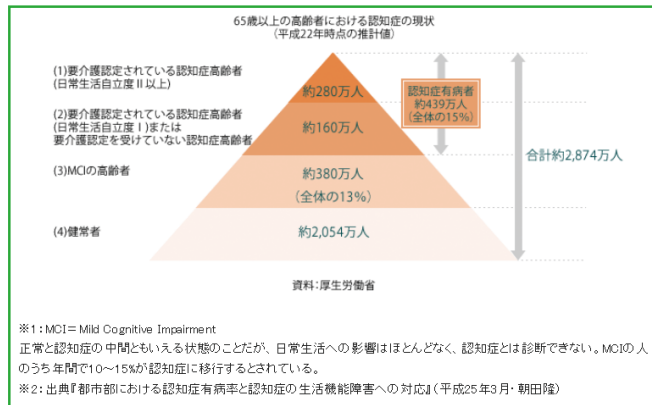 65歳以上の高齢者における認知症の現状
(平成22年時点の推計値)
(1)要介護認定されている認知症高齢者
(日常生活自立度Ⅱ以上)
約280万人
認知症有病者
約439万人
(全体の15%)
(2)要介護認定されている認知症高齢者
(日常生活自立度Ⅰ)または
要介護認定を受けていない認知症高齢者
約160万人
合計約2,874万人
(3)MCIの高齢者
約380万人
(全体の13%)
(4)健常者
約2,054万人
資料:厚生労働省
※1:MCI=Mild Cognitive Impairment
正常と認知症の中間ともいえる状態のことだが、日常生活への影響はほとんどなく、認知症とは診断できない。MCIの人
のうち年間で10~15%が認知症に移行するとされている。
※2:出典『都市部における認知症有病率と認知症の生活機能障害への対応』(平成25年3月・朝田隆)